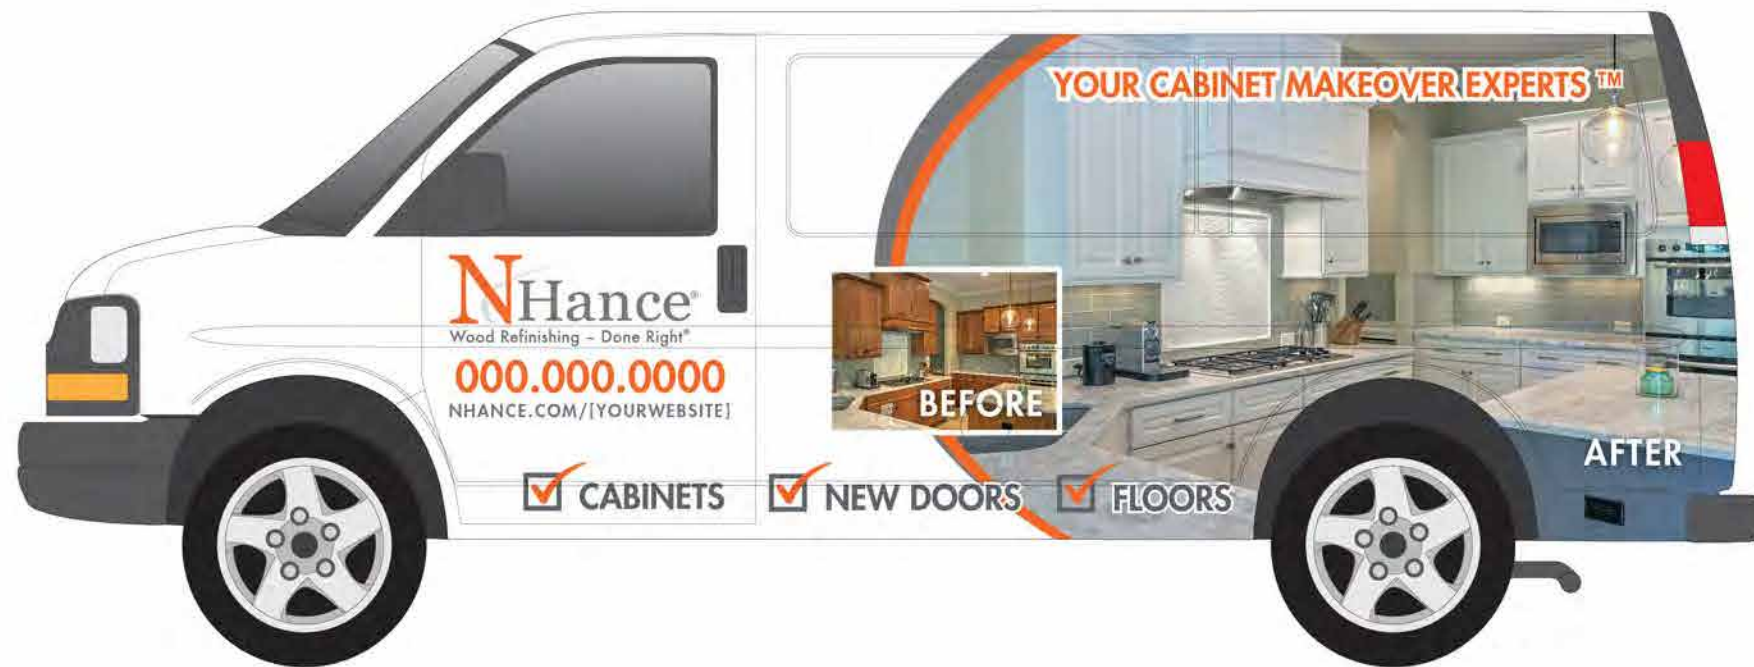 YOUR CABINET MAKEOVER EXPERTS ™
NHance®
Wood Refinishing – Done Right®
000.000.0000
NHANCE.COM/[YOURWEBSITE]
BEFORE
AFTER
CABINETS
NEW DOORS
FLOORS